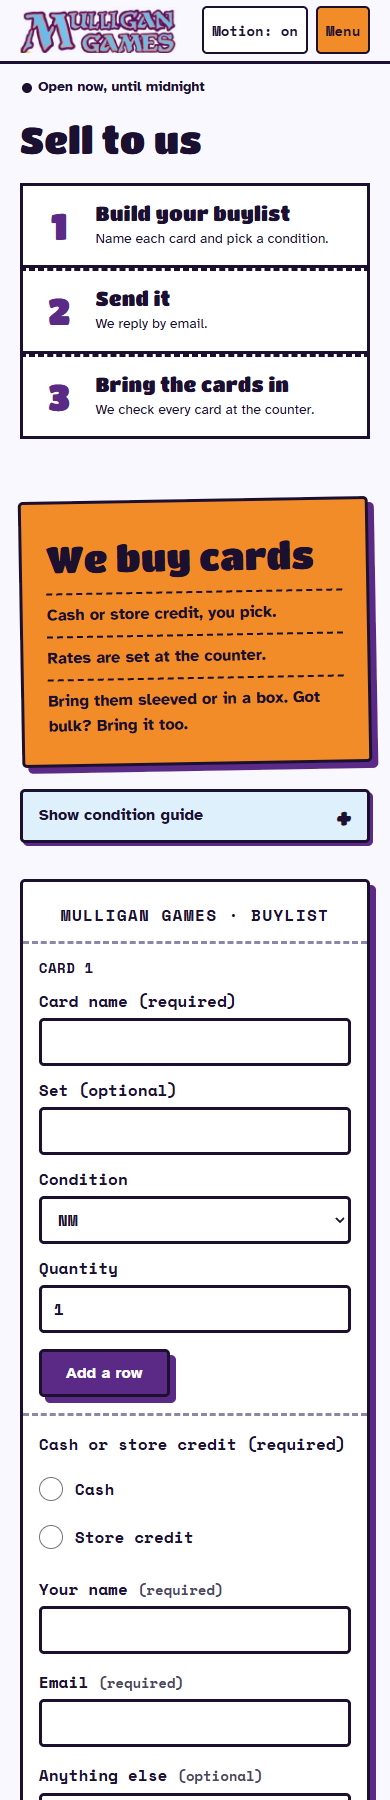 MULLIGAN
GAMES
Motion: on
Menu
Open now, until midnight
Sell to us
1
Build your buylist
Name each card and pick a condition.
2
Send it
We reply by email.
3
Bring the cards in
We check every card at the counter.
We buy cards
Cash or store credit, you pick.
Rates are set at the counter.
Bring them sleeved or in a box. Got
bulk? Bring it too.
Show condition guide
MULLIGAN GAMES · BUYLIST
CARD 1
Card name (required)
Set (optional)
Condition
NM
Quantity
1
Add a row
Cash or store credit (required)
Cash
Store credit
Your name (required)
Email (required)
Anything else (optional)